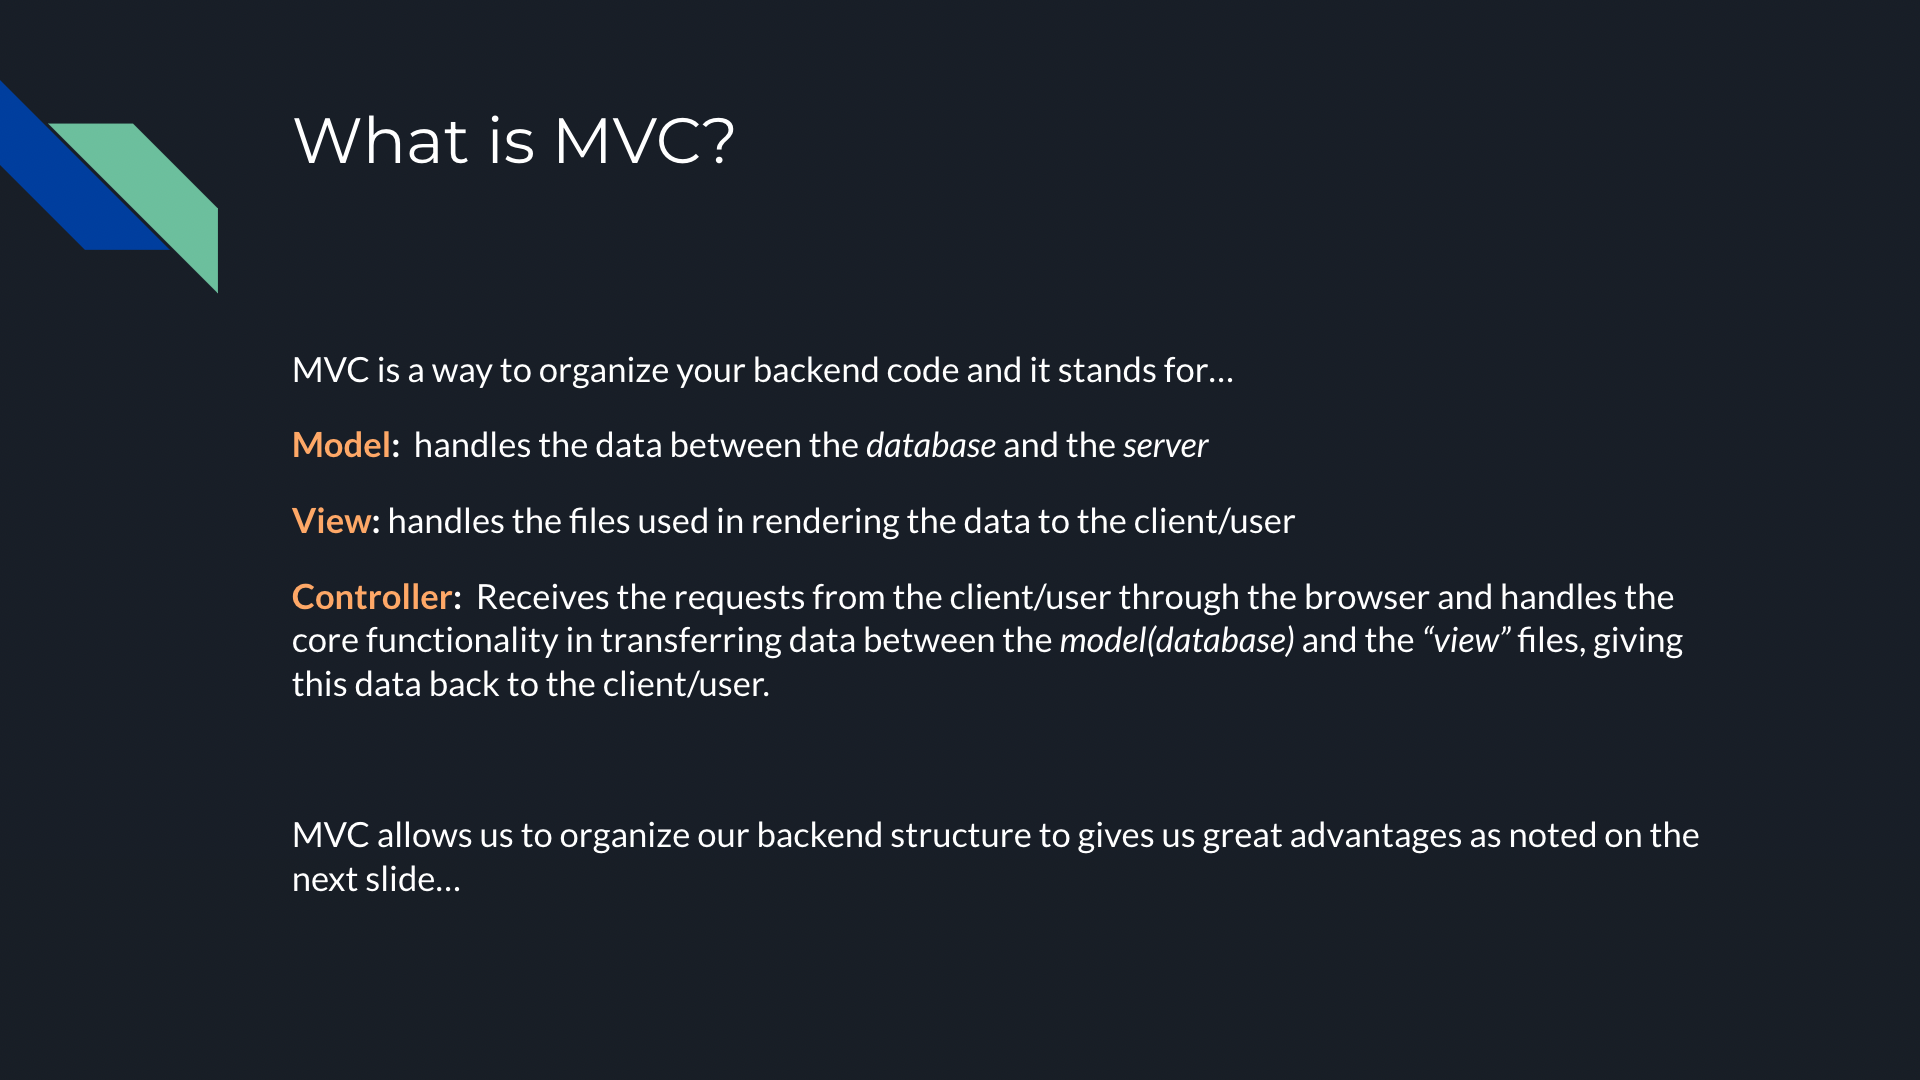 What is MVC?
MVC is a way to organize your backend code and it stands for…
Model:  handles the data between the database and the server
View: handles the files used in rendering the data to the client/user
Controller:  Receives the requests from the client/user through the browser and handles the
core functionality in transferring data between the model(database) and the “view” files, giving
this data back to the client/user.
MVC allows us to organize our backend structure to gives us great advantages as noted on the
next slide…